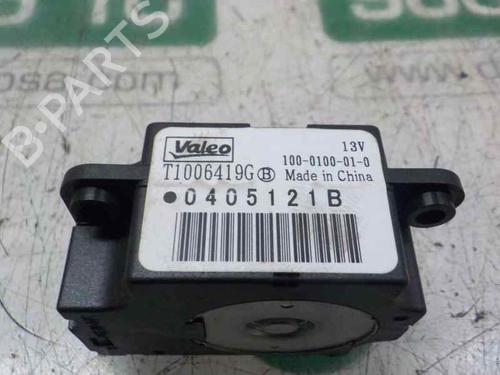 B-PARTS
Valeo
13V
100-0100-01-0
T1006419G B Made in China
•0405121B